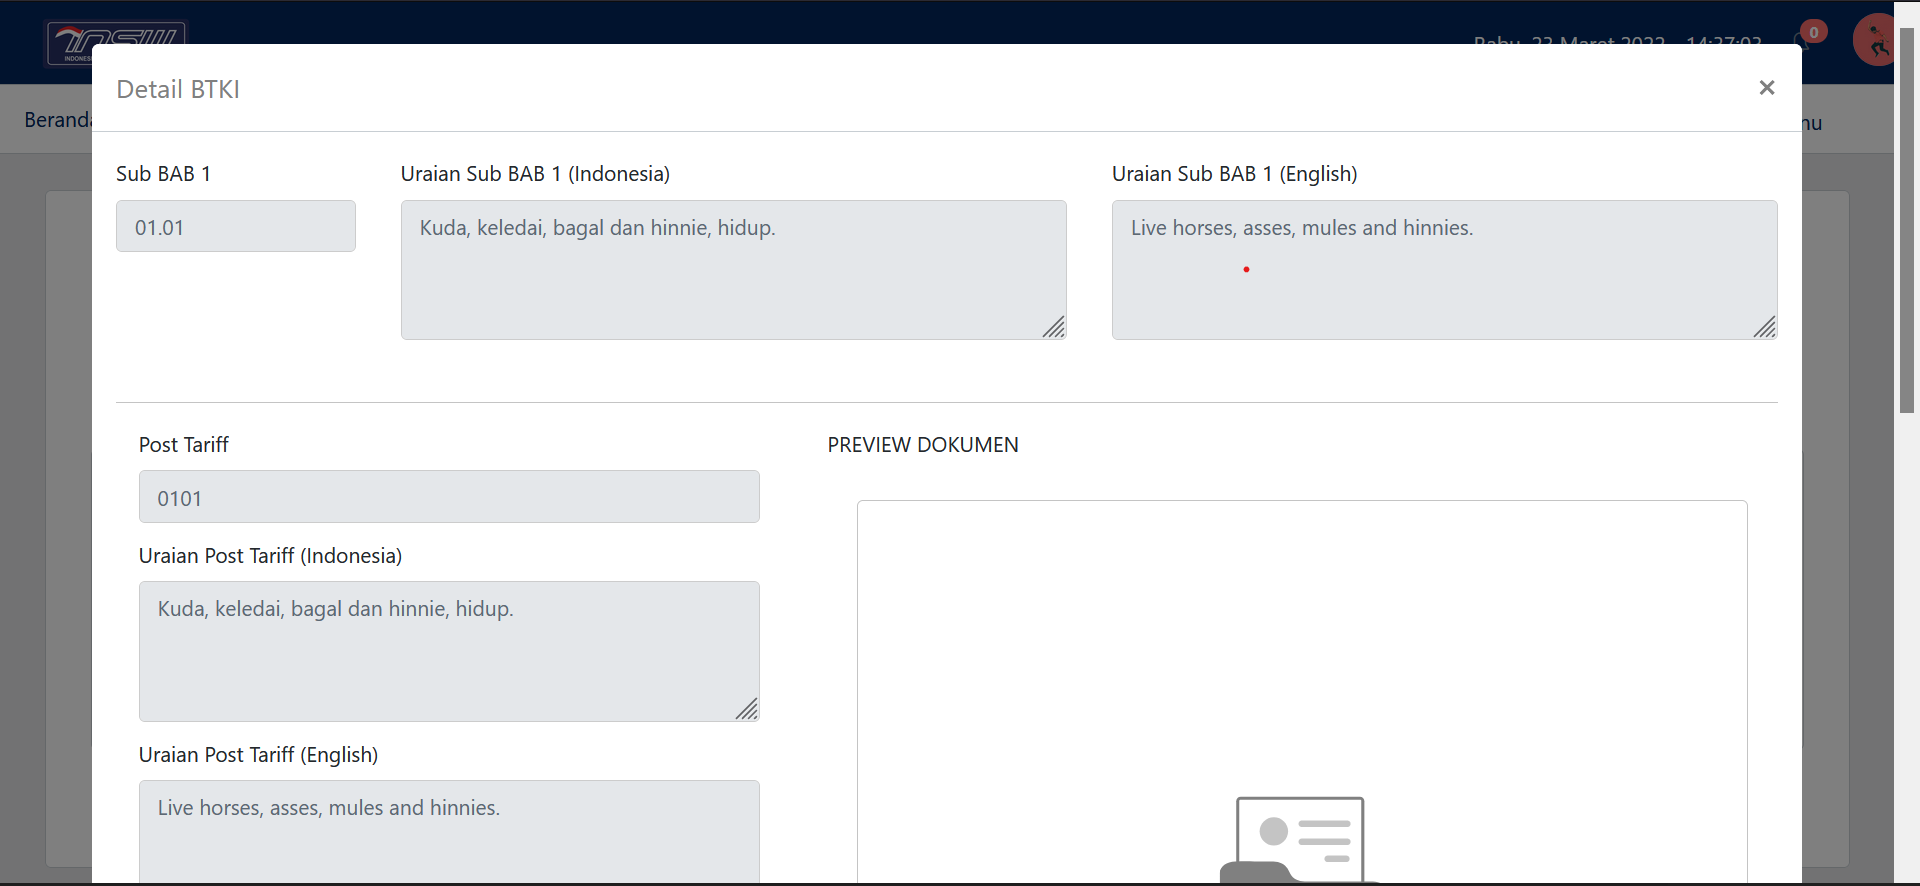 INSW
Rabu, 23 Maret 2022
14:27:02
0
Detail BTKI
×
Sub BAB 1
Uraian Sub BAB 1 (Indonesia)
Uraian Sub BAB 1 (English)
01.01
Kuda, keledai, bagal dan hinnie, hidup.
Live horses, asses, mules and hinnies.
Post Tariff
PREVIEW DOKUMEN
0101
Uraian Post Tariff (Indonesia)
Kuda, keledai, bagal dan hinnie, hidup.
Uraian Post Tariff (English)
Live horses, asses, mules and hinnies.